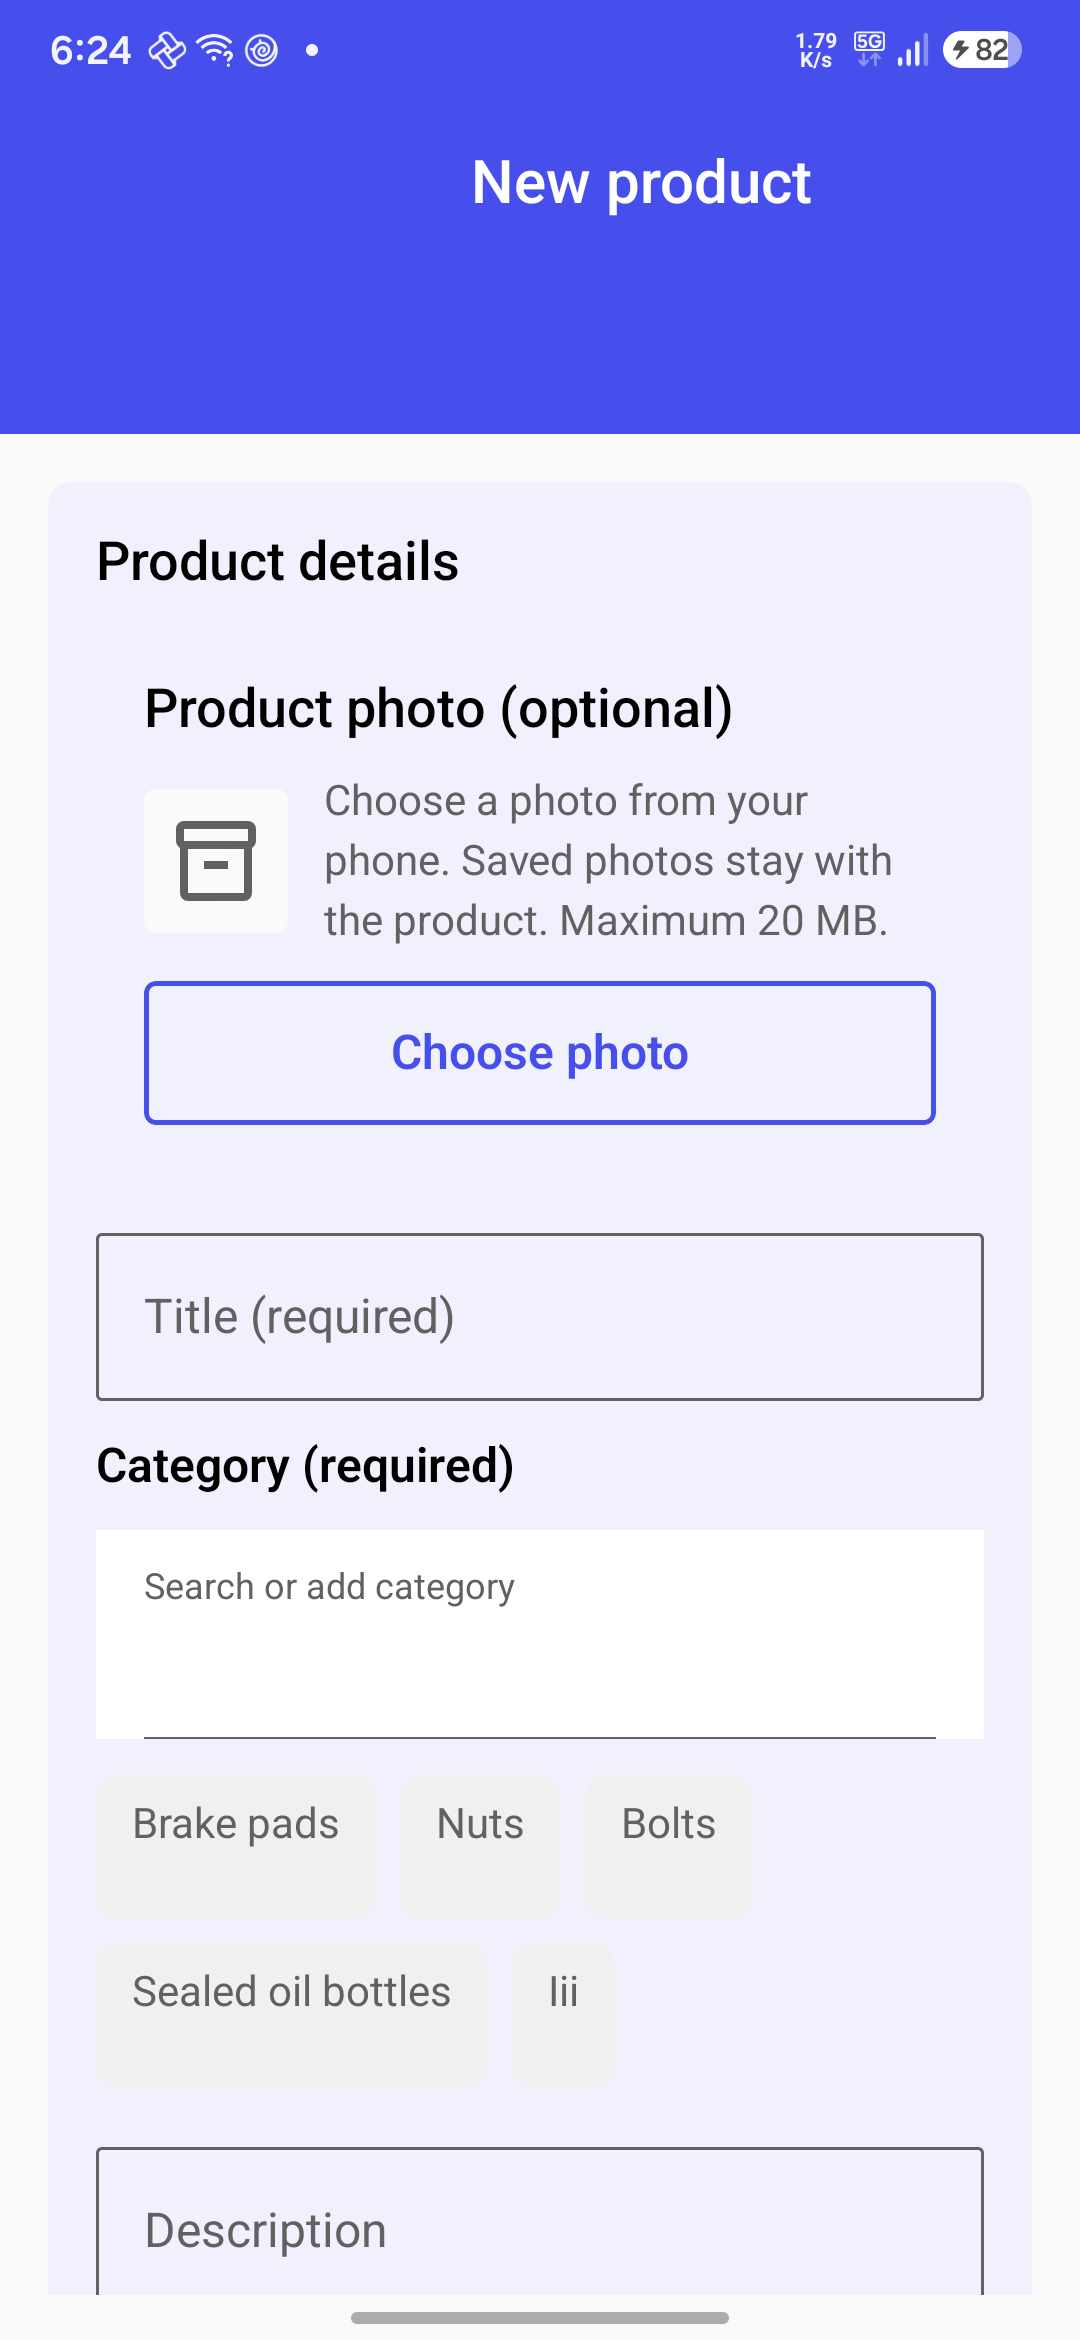 6:24
1.79
K/s
5G
82
New product
Product details
Product photo (optional)
Choose a photo from your
phone. Saved photos stay with
the product. Maximum 20 MB.
Choose photo
Title (required)
Category (required)
Search or add category
Brake pads
Nuts
Bolts
Sealed oil bottles
Iii
Description